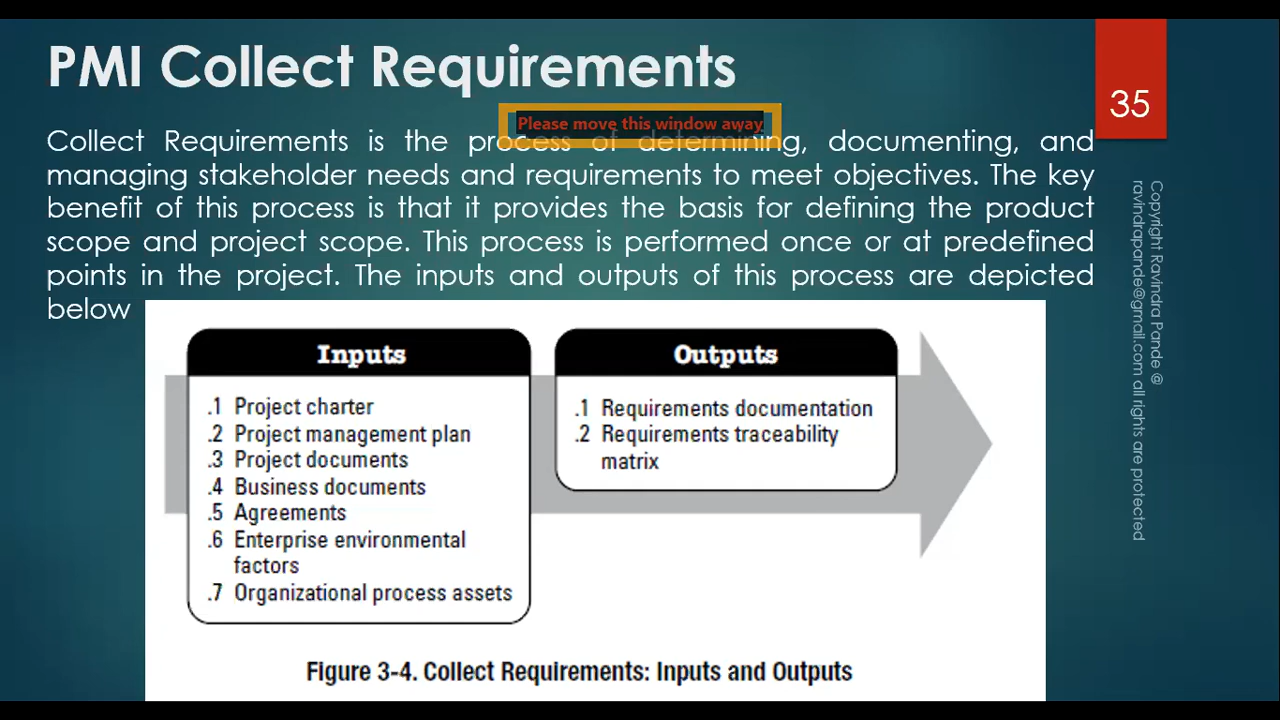 PMI Collect Requirements
35
Please move this window away
Collect Requirements is the process of determining, documenting, and
managing stakeholder needs and requirements to meet objectives. The key
benefit of this process is that it provides the basis for defining the product
scope and project scope. This process is performed once or at predefined
points in the project. The inputs and outputs of this process are depicted
below
Inputs
.1 Project charter
.2 Project management plan
.3 Project documents
.4 Business documents
.5 Agreements
.6 Enterprise environmental
factors
.7 Organizational process assets
Outputs
.1 Requirements documentation
.2 Requirements traceability
matrix
Figure 3-4. Collect Requirements: Inputs and Outputs
Copyright Ravindra Pande @
ravindrapande@gmail.com all rights are protected